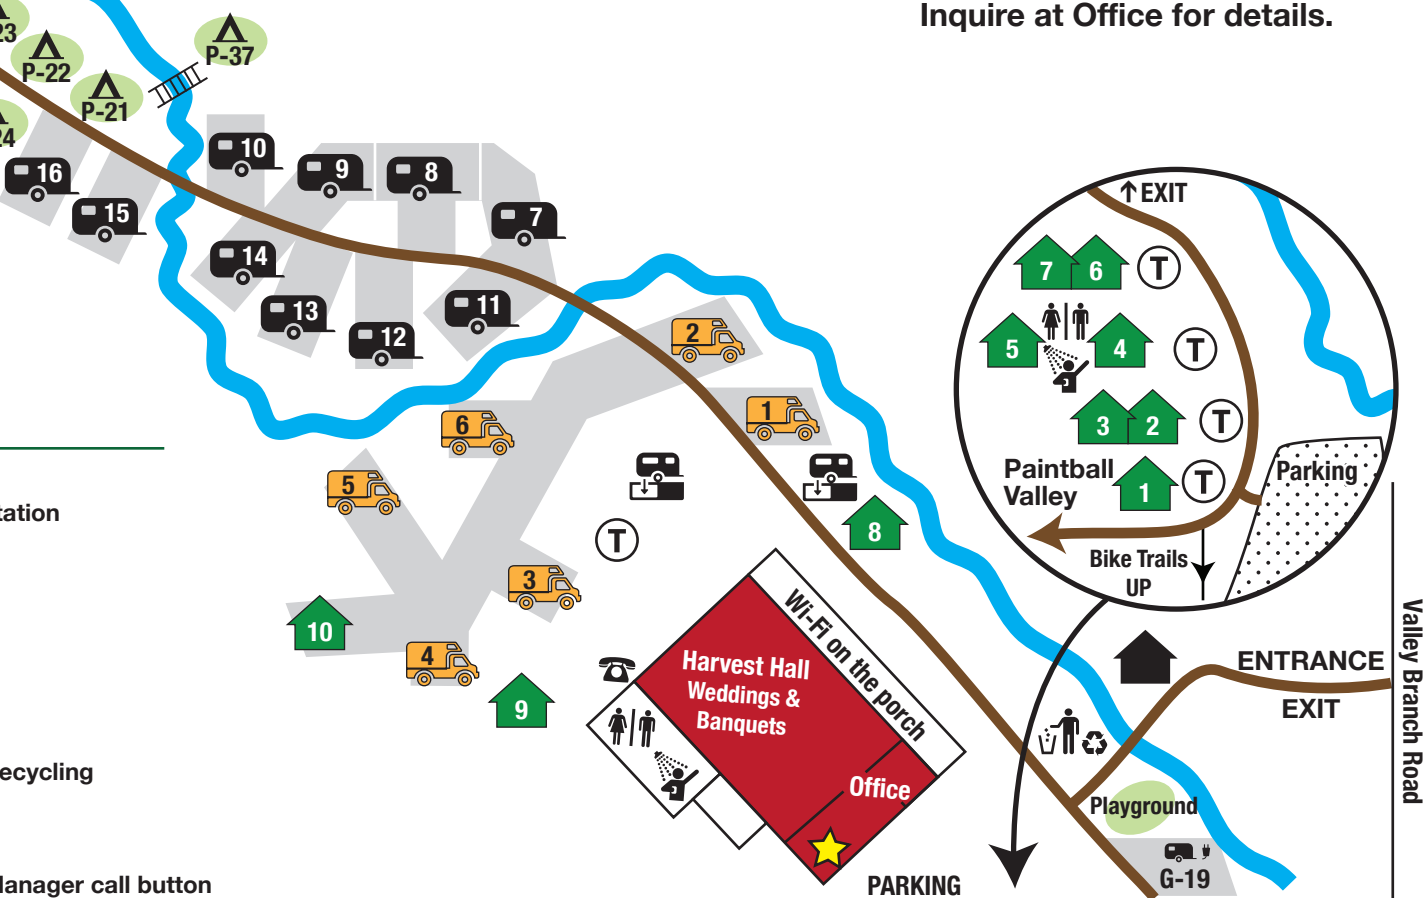 Inquire at Office for details.
23
P-22
P-37
P-21
24
16
15
10
9
8
7
14
13
12
11
2
1
6
5
3
4
T
8
10
9
EXIT
7
6
T
5
4
T
3
2
T
Paintball
Valley
1
T
Parking
Bike Trails
UP
tation
ecycling
Manager call button
Wi-Fi on the porch
Harvest Hall
Weddings &
Banquets
Office
PARKING
ENTRANCE
EXIT
Valley Branch Road
Playground
G-19